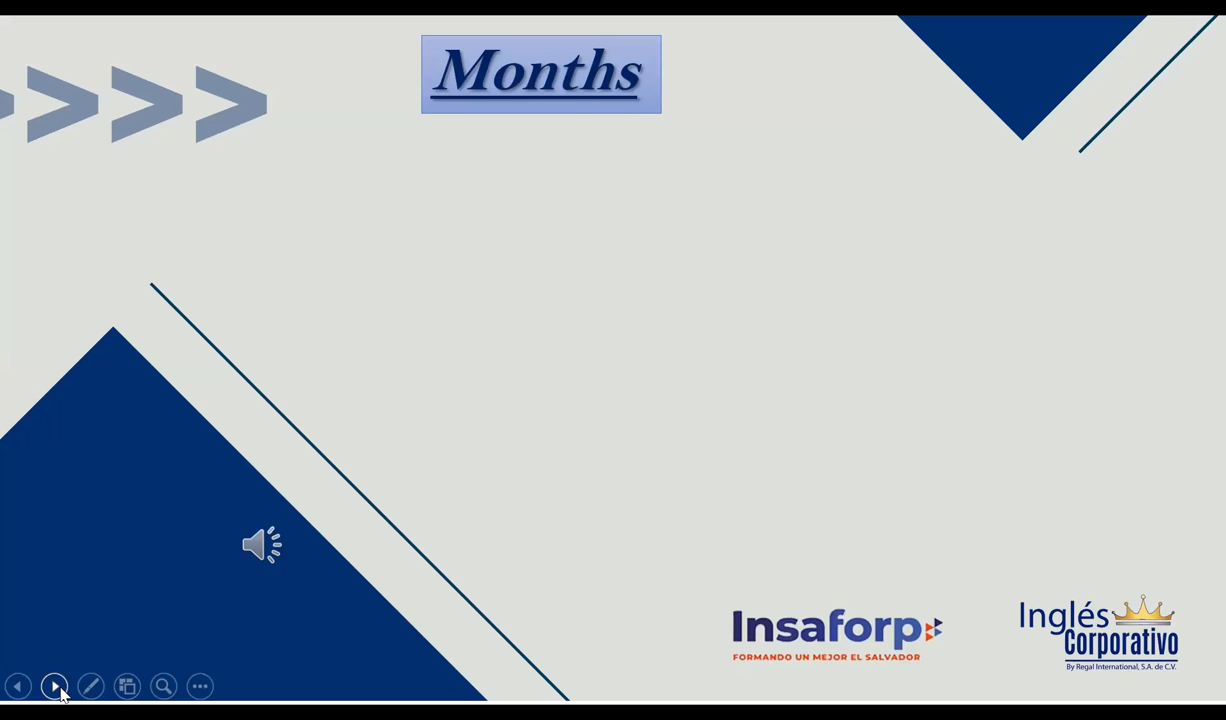 Months
Insaforp
FORMANDO UN MEJOR EL SALVADOR
Inglés
Corporativo
By Regal International, S.A. de C.V.